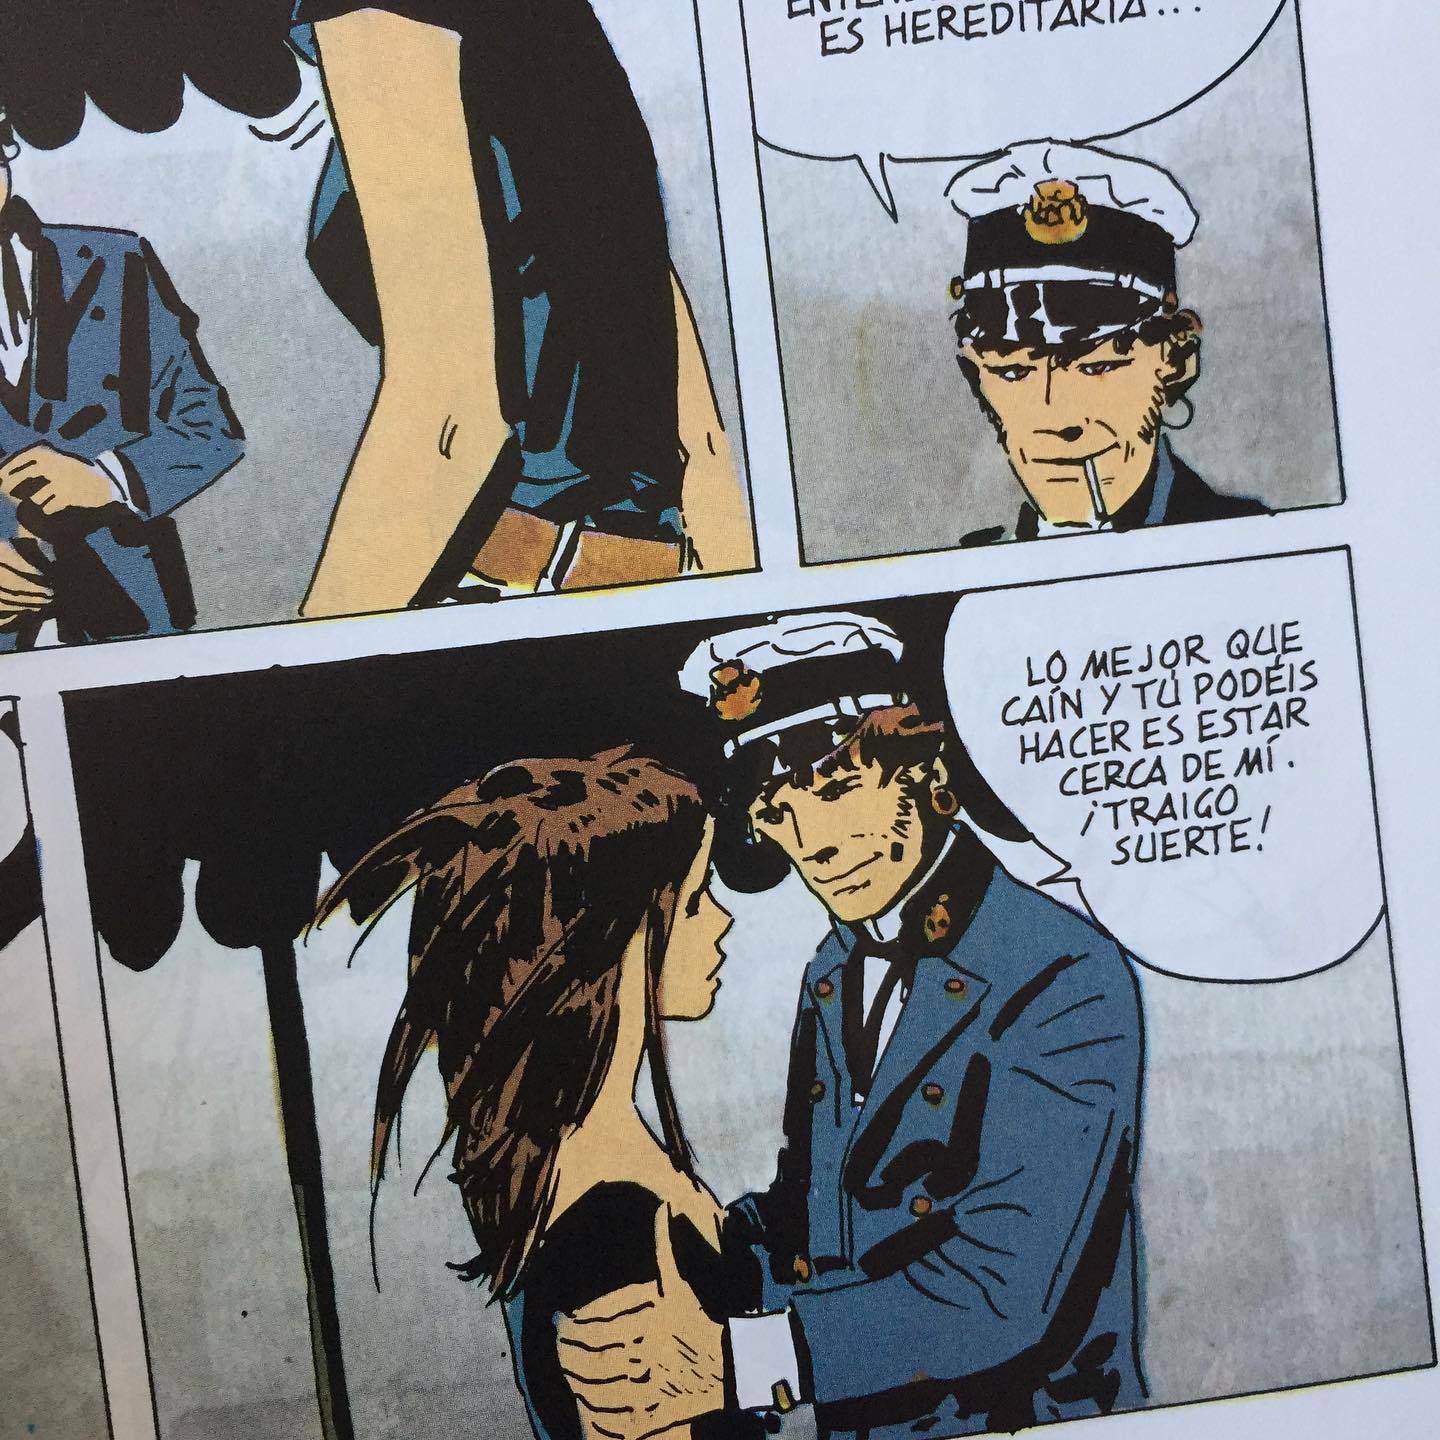 ES HEREDITARIA...
LO MEJOR QUE
CAÍN Y TÚ PODÉIS
HACER ES ESTAR
CERCA DE MÍ.
¡TRAIGO
SUERTE!